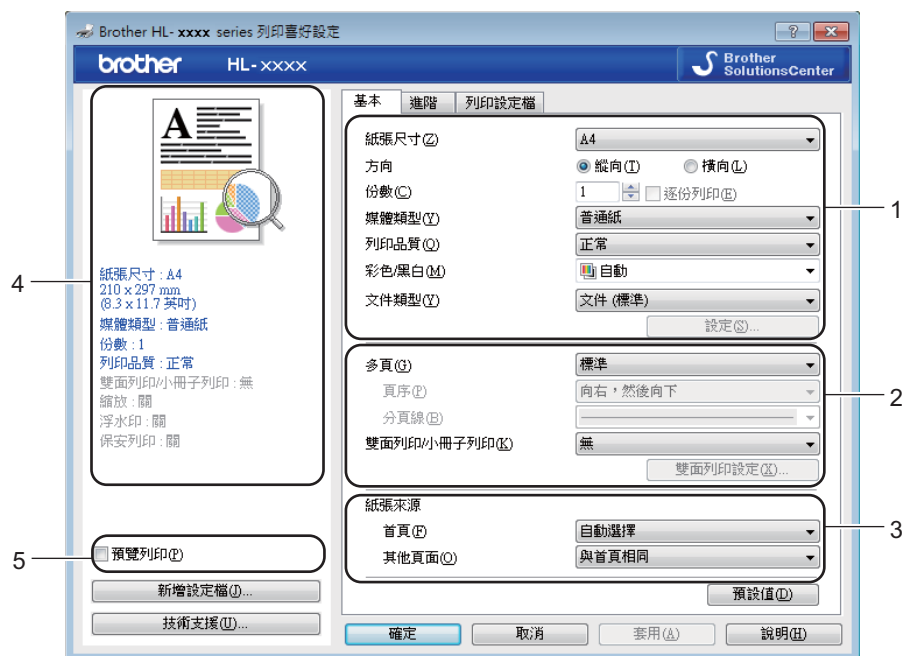 Brother HL- xxxx series 列印喜好設定
brother HL-xxxx
Brother
SolutionsCenter
基本 進階 列印設定檔
A
紙張尺寸 : A4
210 x 297 mm
(8.3 x 11.7 英吋)
媒體類型 : 普通紙
份數 : 1
列印品質 : 正常
雙面列印/小冊子列印 : 無
縮放 : 關
浮水印 : 關
保安列印 : 關
4
預覽列印(P)
5
新增設定檔(J)...
技術支援(U)...
紙張尺寸(Z) A4
方向 縱向(T) 橫向(L)
份數(C) 1 逐份列印(E)
媒體類型(Y) 普通紙
列印品質(Q) 正常
彩色/黑白(M) 自動
文件類型(Y) 文件 (標準)
設定(S)...
1
多頁(G) 標準
頁序(P) 向右，然後向下
分頁線(B)
雙面列印/小冊子列印(K) 無
雙面列印設定(X)...
2
紙張來源
首頁(F) 自動選擇
其他頁面(O) 與首頁相同
3
預設值(D)
確定 取消 套用(A) 說明(H)